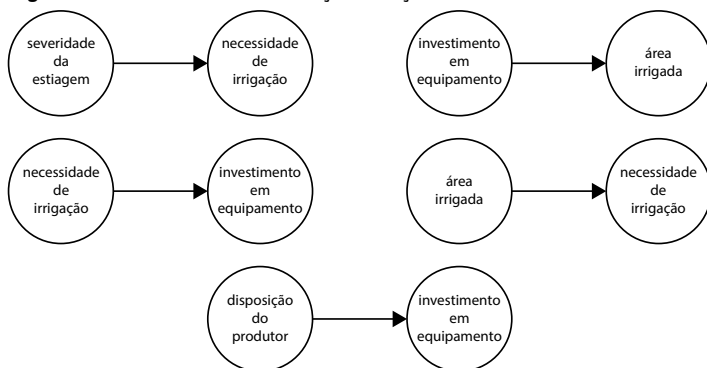 severidade
da
estiagem
necessidade
de
irrigação
investimento
em
equipamento
área
irrigada
necessidade
de
irrigação
investimento
em
equipamento
área
irrigada
necessidade
de
irrigação
disposição
do
produtor
investimento
em
equipamento